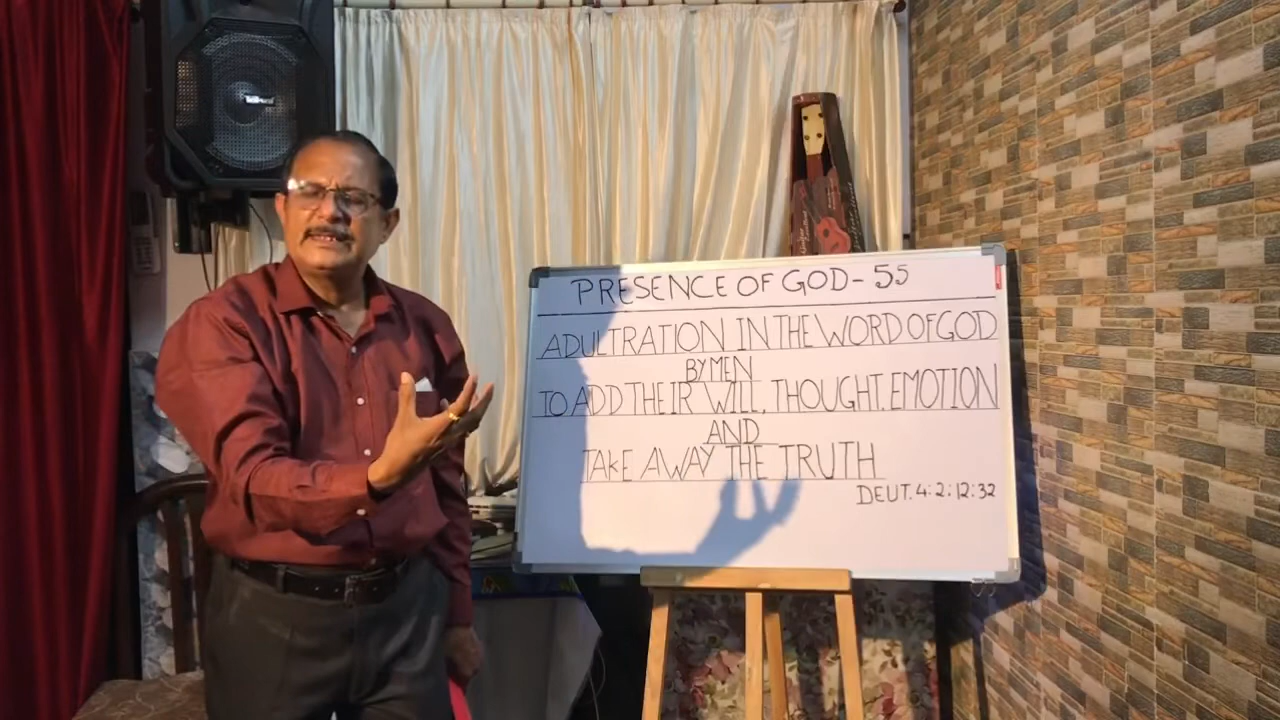 PRESENCE OF GOD - 55
ADULTRATION IN THE WORD OF GOD
BY MEN
TO ADD THEIR WILL, THOUGHT, EMOTION
AND
TAKE AWAY THE TRUTH
DEUT. 4:2:12:32